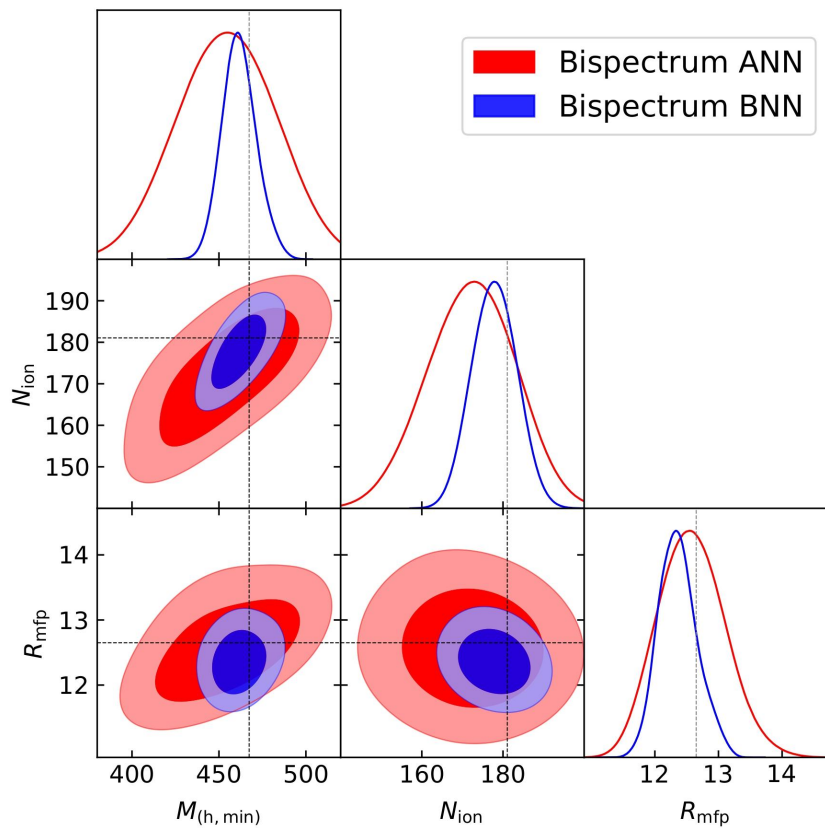 Bispectrum ANN
Bispectrum BNN
190
180
170
160
150
N_ion
14
13
12
R_mfp
400 450 500
160 180
12 13 14
M_(h, min)
N_ion
R_mfp